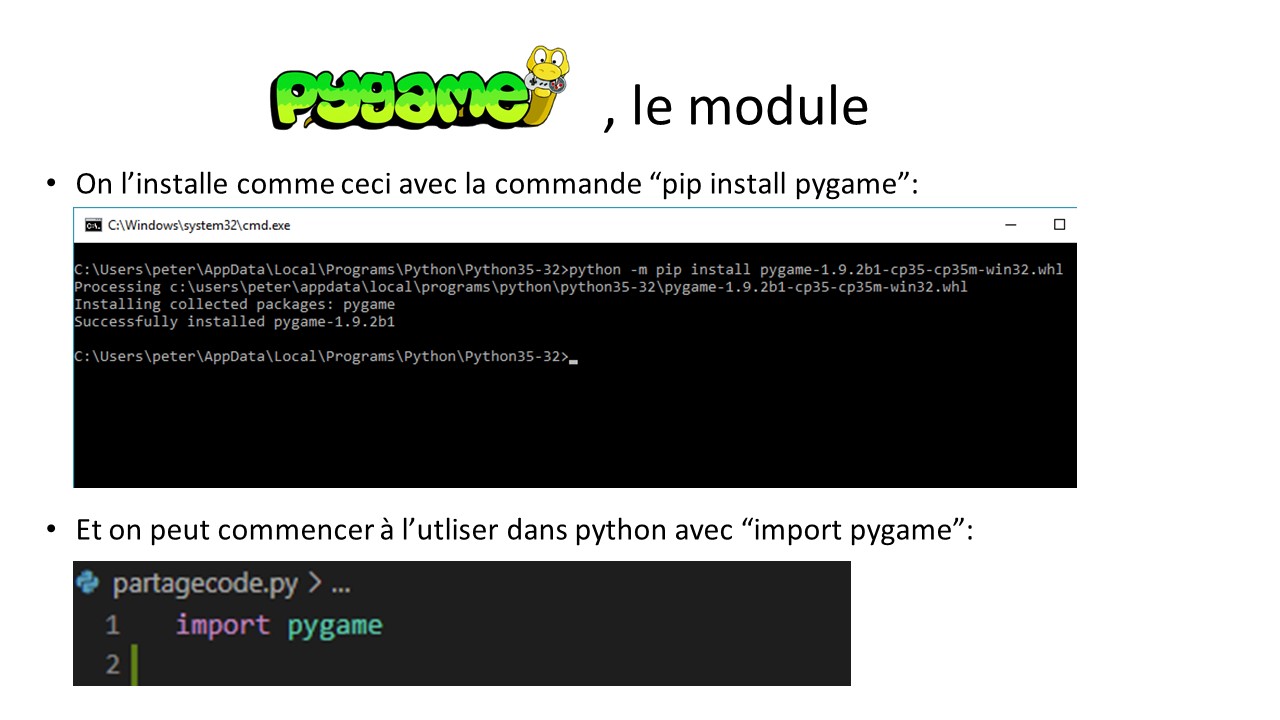 pygame , le module
• On l’installe comme ceci avec la commande “pip install pygame”:
C:\Windows\system32\cmd.exe
C:\Users\peter\AppData\Local\Programs\Python\Python35-32>python -m pip install pygame-1.9.2b1-cp35-cp35m-win32.whl
Processing c:\users\peter\appdata\local\programs\python\python35-32\pygame-1.9.2b1-cp35-cp35m-win32.whl
Installing collected packages: pygame
Successfully installed pygame-1.9.2b1
C:\Users\peter\AppData\Local\Programs\Python\Python35-32>_
• Et on peut commencer à l’utliser dans python avec “import pygame”:
partagecode.py > ...
1 import pygame
2